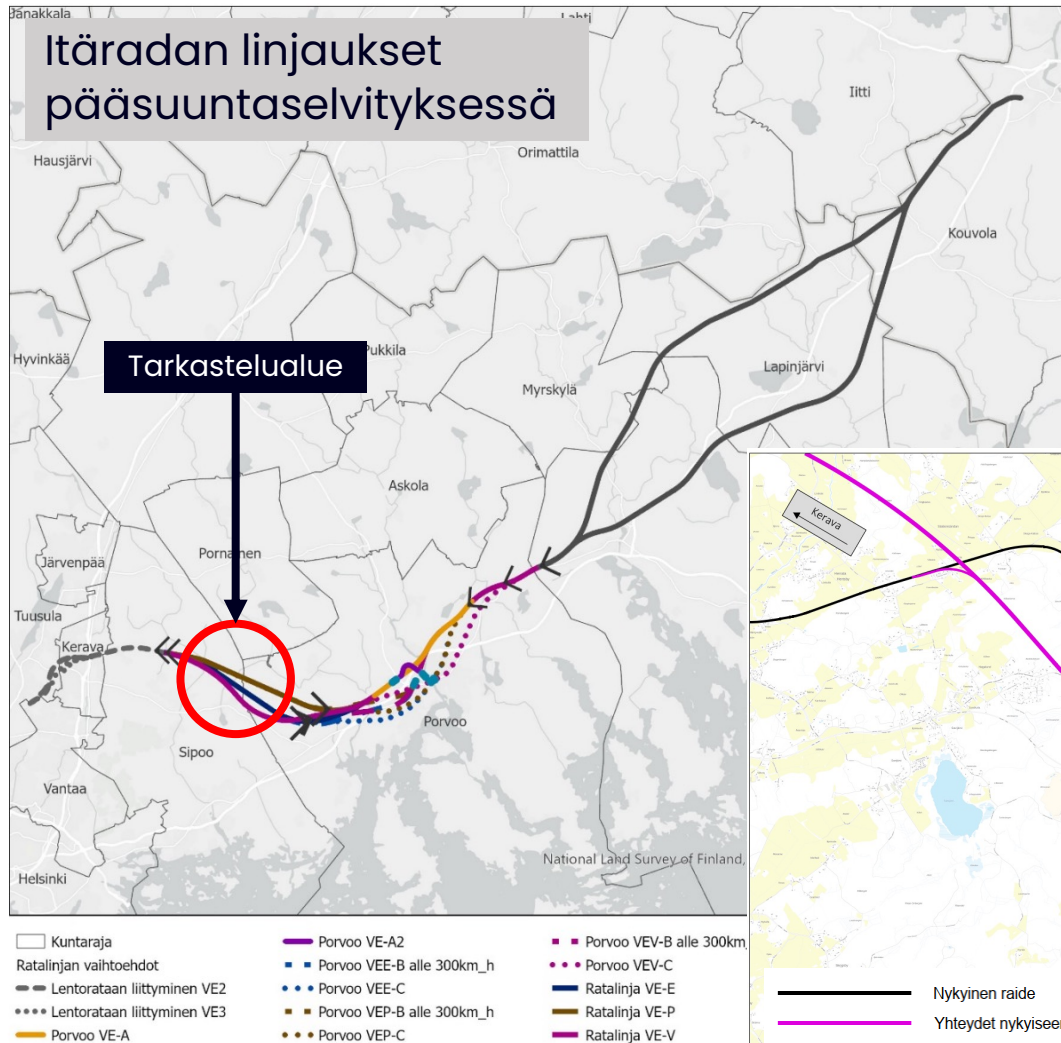 Itäradan linjaukset
pääsuuntaselvityksessä
Janakkala
Lahti
Iitti
Hausjärvi
Orimattila
Kouvola
Hyvinkää
Pukkila
Tarkastelualue
Lapinjärvi
Myrskylä
Askola
Järvenpää
Pornainen
Tuusula
Kerava
Kerava
Porvoo
Sipoo
Vantaa
National Land Survey of Finland,
Helsinki
Kuntaraja
Ratalinjan vaihtoehdot
Lentorataan liittyminen VE2
Lentorataan liittyminen VE3
Porvoo VE-A
Porvoo VE-A2
Porvoo VEE-B alle 300km_h
Porvoo VEE-C
Porvoo VEP-B alle 300km_h
Porvoo VEP-C
Porvoo VEV-B alle 300km_
Porvoo VEV-C
Ratalinja VE-E
Ratalinja VE-P
Ratalinja VE-V
Nykyinen raide
Yhteydet nykyiseen